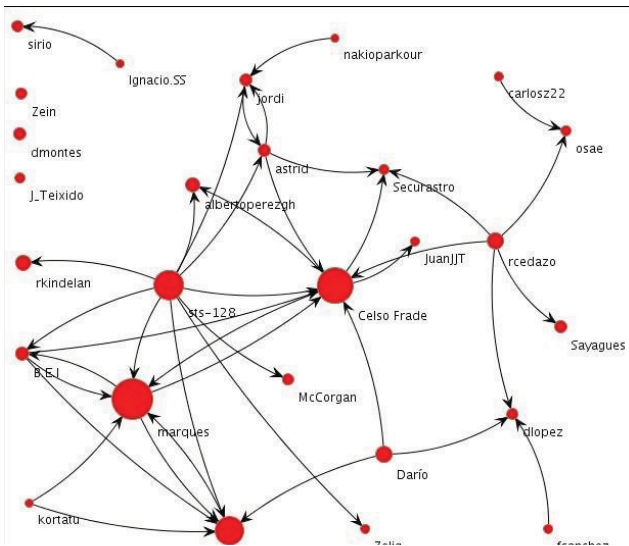 sirio
Ignacio.SS
nakioparkour
jordi
carlosz22
Zein
osae
dmontes
astrid
Securastro
J_Teixido
albertoperezgh
JuanJJT
rcedazo
rkindelan
sts-128
Celso Frade
Sayagues
B.E.J
McCorgan
marques
dlopez
Darío
kortatu